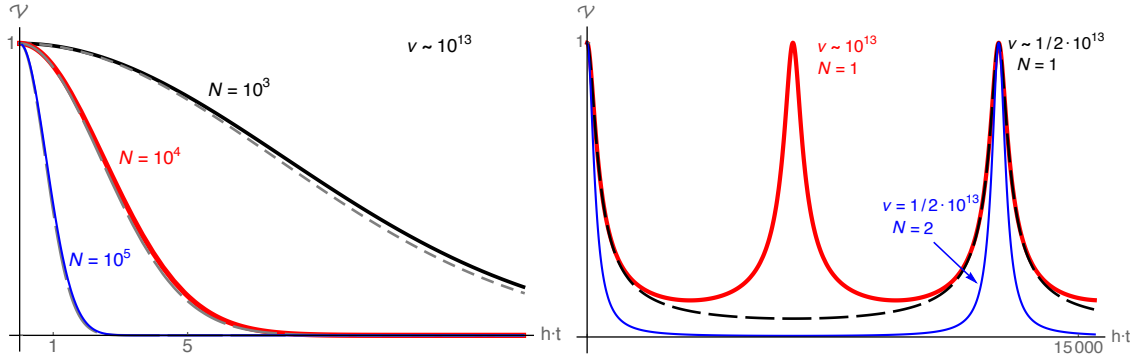 𝒱
1
ν ~ 10¹³
N = 10³
N = 10⁴
N = 10⁵
1
5
h·t
𝒱
1
ν ~ 10¹³
N = 1
ν ~ 1/2·10¹³
N = 1
ν = 1/2·10¹³
N = 2
15000
h·t